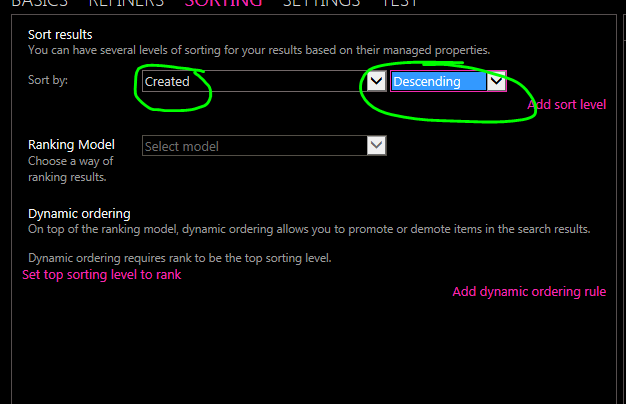 BASICS REFINERS SORTING SETTINGS TEST
Sort results
You can have several levels of sorting for your results based on their managed properties.
Sort by: Created Descending
Add sort level
Ranking Model Select model
Choose a way of
ranking results.
Dynamic ordering
On top of the ranking model, dynamic ordering allows you to promote or demote items in the search results.
Dynamic ordering requires rank to be the top sorting level.
Set top sorting level to rank
Add dynamic ordering rule